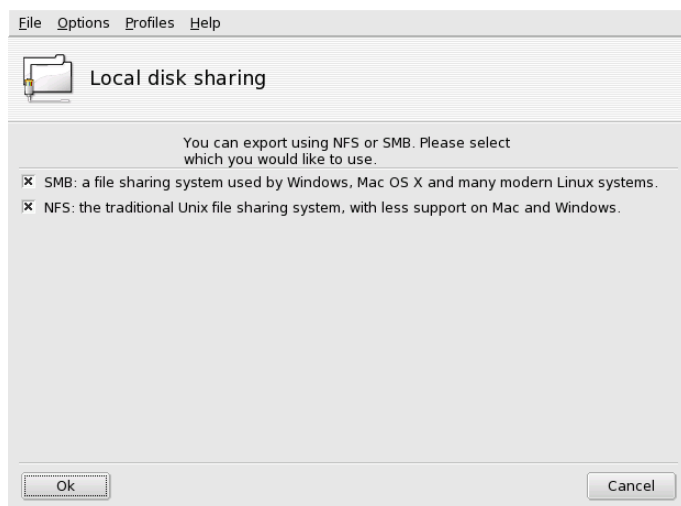 File Options Profiles Help
Local disk sharing
You can export using NFS or SMB. Please select
which you would like to use.
SMB: a file sharing system used by Windows, Mac OS X and many modern Linux systems.
NFS: the traditional Unix file sharing system, with less support on Mac and Windows.
Ok Cancel